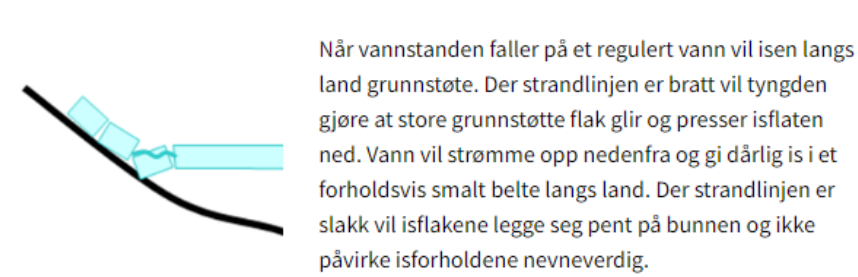 Når vannstanden faller på et regulert vann vil isen langs
land grunnstøte. Der strandlinjen er bratt vil tyngden
gjøre at store grunnstøtte flak glir og presser isflaten
ned. Vann vil strømme opp nedenfra og gi dårlig is i et
forholdsvis smalt belte langs land. Der strandlinjen er
slakk vil isflakene legge seg pent på bunnen og ikke
påvirke isforholdene nevneverdig.